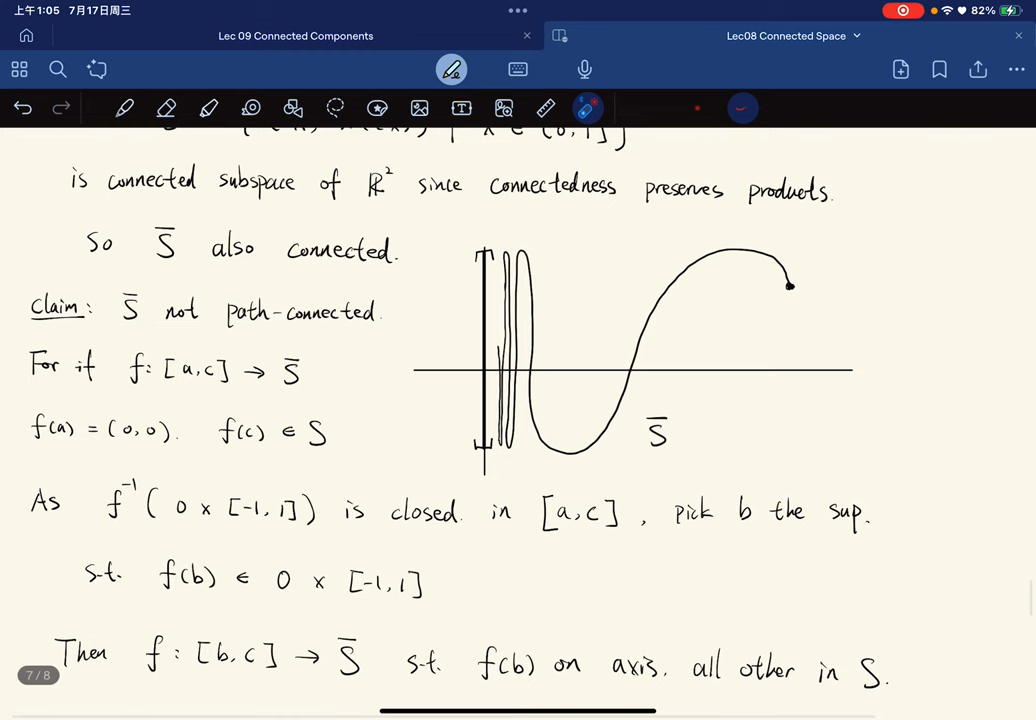 上午1:05 7月17日周三
82%
Lec 09 Connected Components
Lec08 Connected Space
x ∈ (0,1]}
is connected subspace of ℝ² since connectedness preserves products.
So S̅ also connected.
Claim: S̅ not path-connected.
For if f: [a,c] → S̅
f(a) = (0,0). f(c) ∈ S
S̅
As f⁻¹(0 × [-1,1]) is closed in [a,c], pick b the sup.
s.t. f(b) ∈ 0 × [-1,1]
Then f: [b,c] → S̅ s.t. f(b) on axis, all other in S.
7 / 8